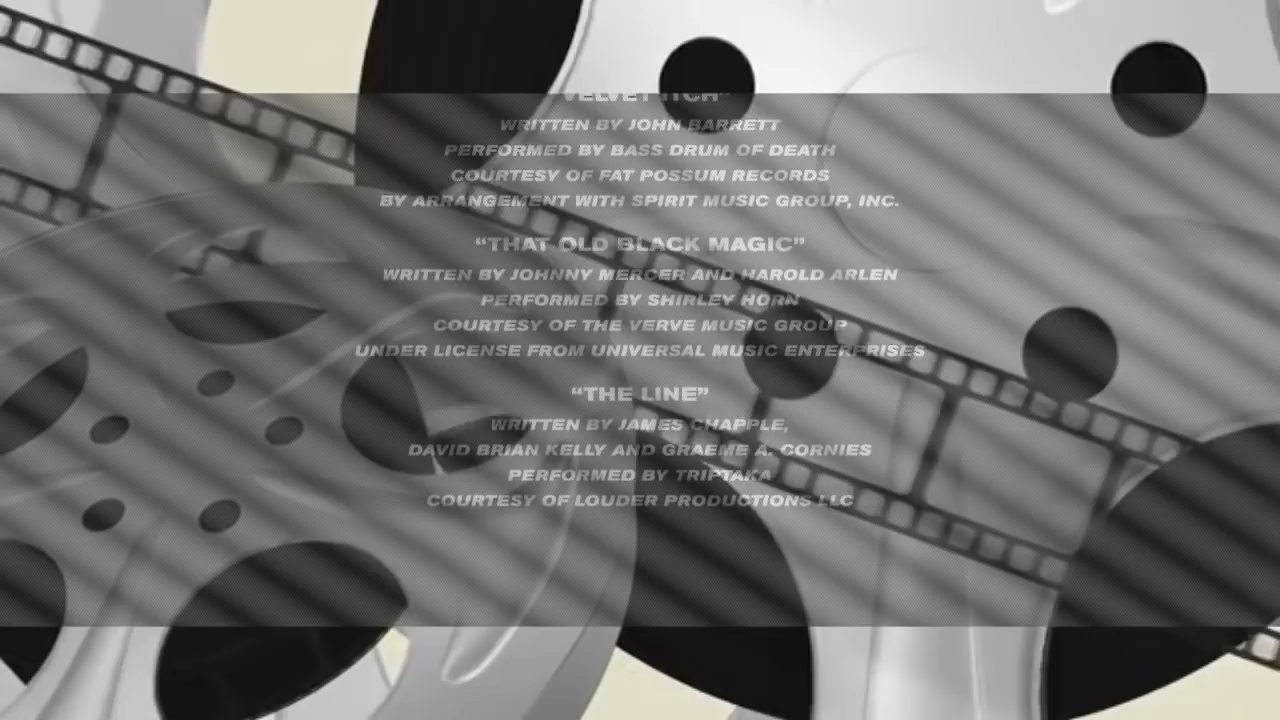 VELVET ITCH"
WRITTEN BY JOHN BARRETT
PERFORMED BY BASS DRUM OF DEATH
COURTESY OF FAT POSSUM RECORDS
BY ARRANGEMENT WITH SPIRIT MUSIC GROUP, INC.
“THAT OLD BLACK MAGIC”
WRITTEN BY JOHNNY MERCER AND HAROLD ARLEN
PERFORMED BY SHIRLEY HORN
COURTESY OF THE VERVE MUSIC GROUP
UNDER LICENSE FROM UNIVERSAL MUSIC ENTERPRISES
“THE LINE”
WRITTEN BY JAMES CHAPPLE,
DAVID BRIAN KELLY AND GRAEME A. CORNIES
PERFORMED BY TRIPTAKA
COURTESY OF LOUDER PRODUCTIONS LLC